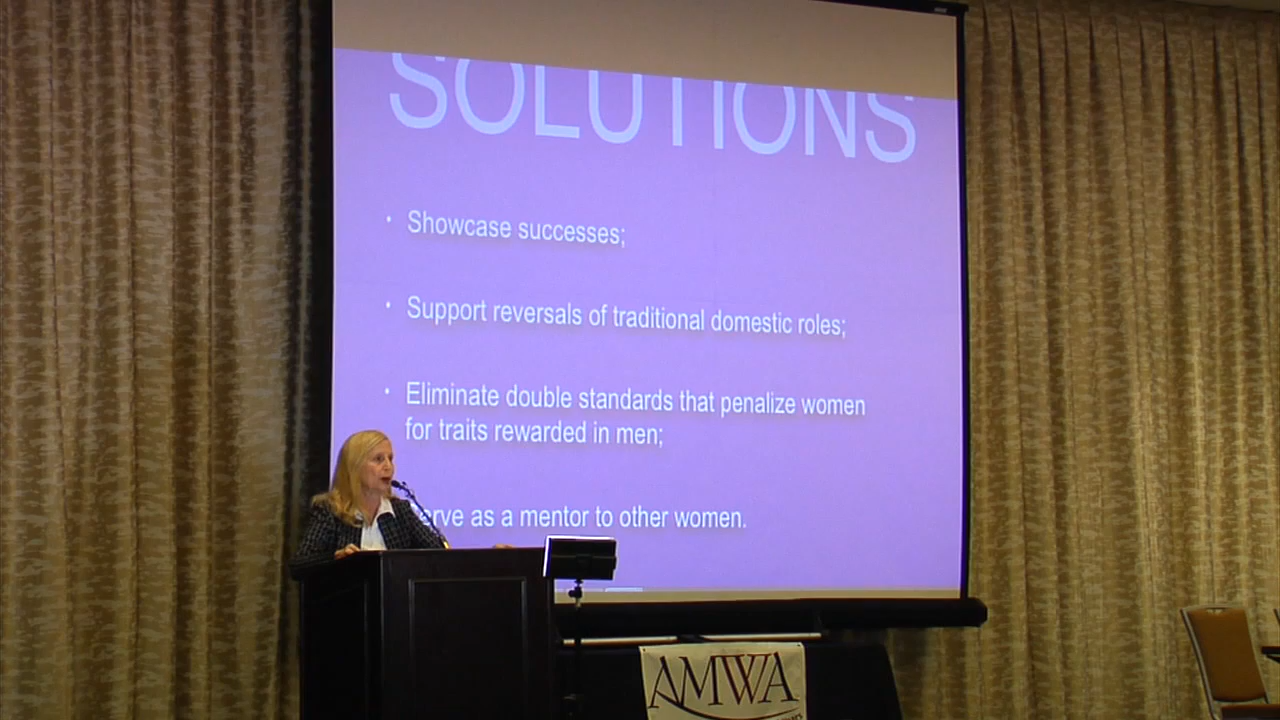 SOLUTIONS
• Showcase successes;
• Support reversals of traditional domestic roles;
• Eliminate double standards that penalize women
for traits rewarded in men;
erve as a mentor to other women.
AMWA